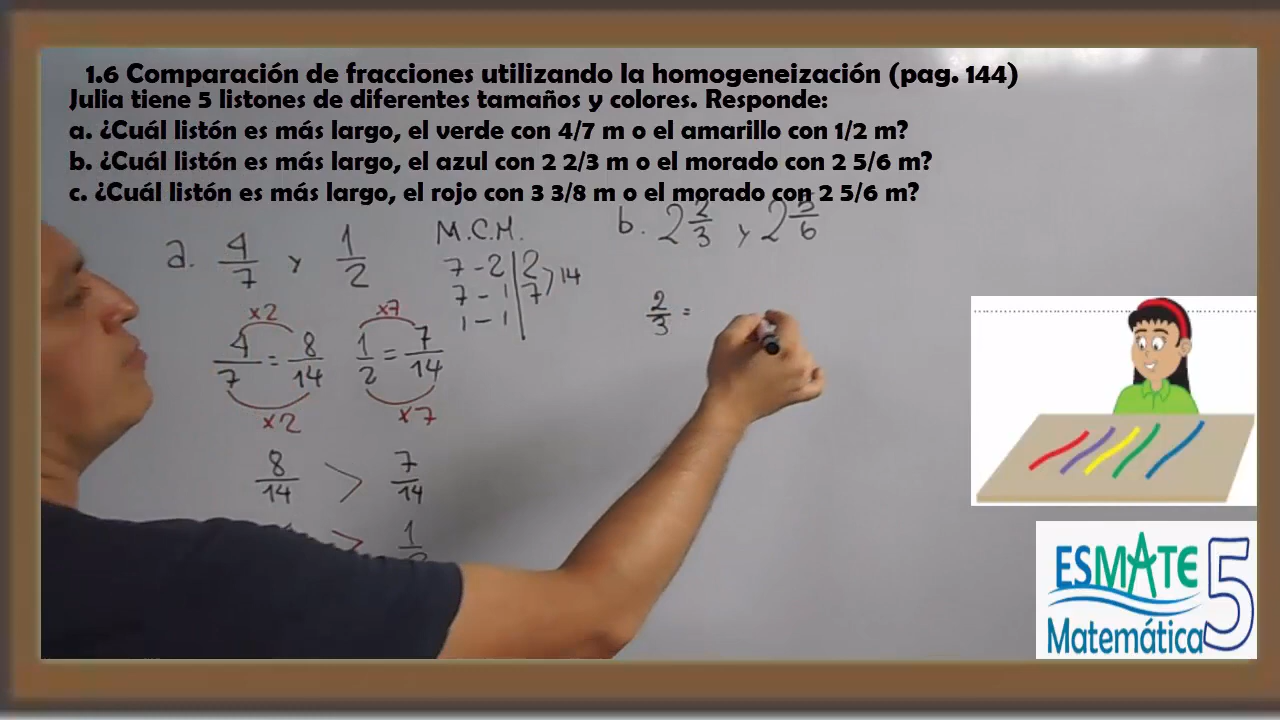 1.6 Comparación de fracciones utilizando la homogeneización (pag. 144)
Julia tiene 5 listones de diferentes tamaños y colores. Responde:
a. ¿Cuál listón es más largo, el verde con 4/7 m o el amarillo con 1/2 m?
b. ¿Cuál listón es más largo, el azul con 2 2/3 m o el morado con 2 5/6 m?
c. ¿Cuál listón es más largo, el rojo con 3 3/8 m o el morado con 2 5/6 m?
a. 4/7 y 1/2
x2 x7
4/7 = 8/14 1/2 = 7/14
x2 x7
8/14 > 7/14
>
M.C.M.
7 - 2 | 2
7 - 1 | 7 > 14
1 - 1 |
b. 2 2/3 y 2 5/6
2/3 =
ESMATE 5
Matemática